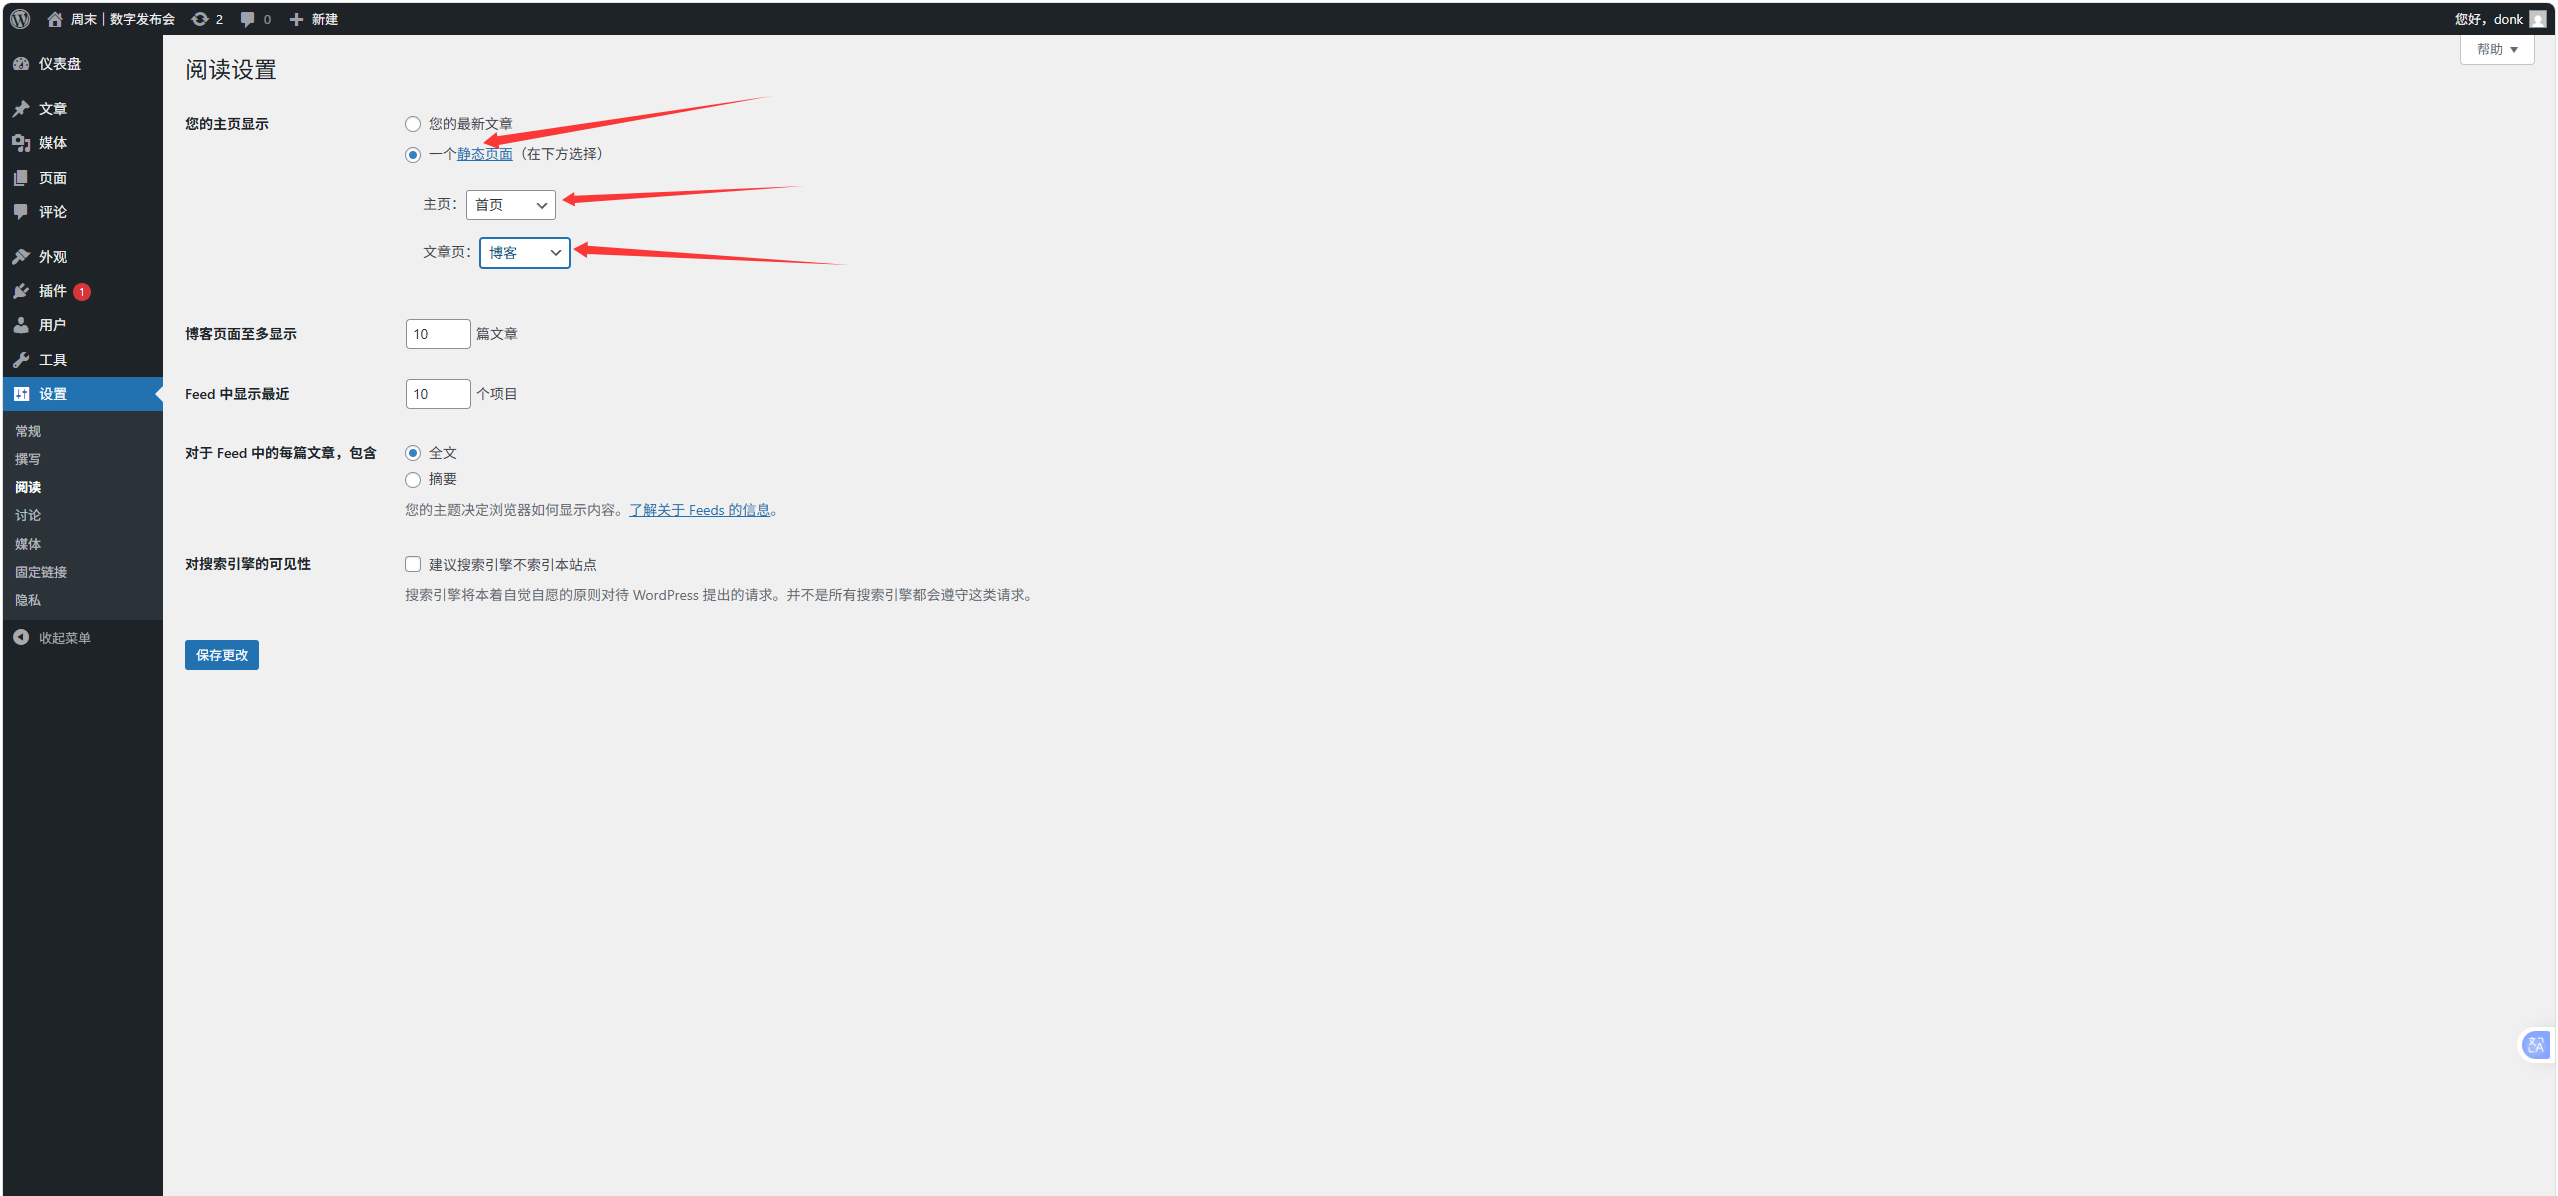 周末｜数字发布会 2 0 新建 您好，donk
帮助
仪表盘
文章
媒体
页面
评论
外观
插件 1
用户
工具
设置
常规
撰写
阅读
讨论
媒体
固定链接
隐私
收起菜单
阅读设置
您的主页显示
您的最新文章
一个静态页面（在下方选择）
主页： 首页
文章页： 博客
博客页面至多显示 10 篇文章
Feed 中显示最近 10 个项目
对于 Feed 中的每篇文章，包含
全文
摘要
您的主题决定浏览器如何显示内容。了解关于 Feeds 的信息。
对搜索引擎的可见性
建议搜索引擎不索引本站点
搜索引擎将本着自觉自愿的原则对待 WordPress 提出的请求。并不是所有搜索引擎都会遵守这类请求。
保存更改